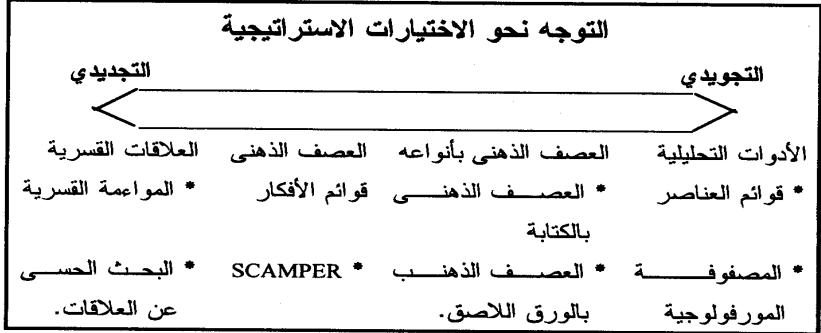 التوجه نحو الاختيارات الاستراتيجية
التجويدي التجديدي
الأدوات التحليلية العصف الذهنى بأنواعه العصف الذهنى العلاقات القسرية
* قوائم العناصر * العصف الذهنى قوائم الأفكار * المواءمة القسرية
بالكتابة
* المصفوفة * العصف الذهنب * SCAMPER * البحث الحسى
المورفولوجية بالورق اللاصق. عن العلاقات.